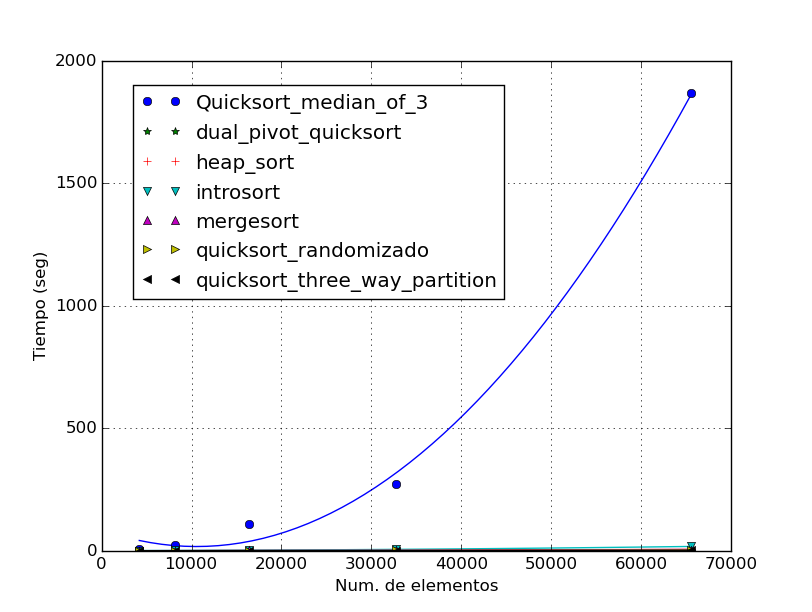 2000
1500
1000
500
0
Tiempo (seg)
Quicksort_median_of_3
dual_pivot_quicksort
heap_sort
introsort
mergesort
quicksort_randomizado
quicksort_three_way_partition
0 10000 20000 30000 40000 50000 60000 70000
Num. de elementos